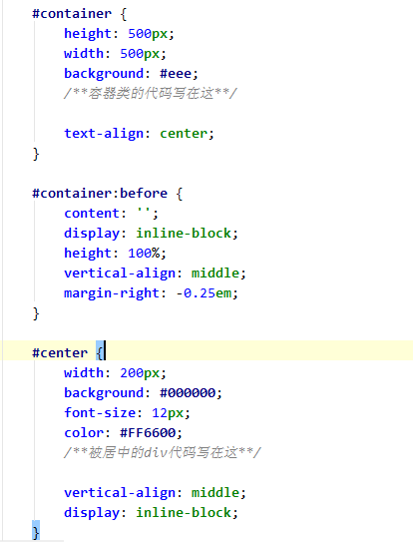 #container {
    height: 500px;
    width: 500px;
    background: #eee;
    /**容器类的代码写在这**/
    text-align: center;
}
#container:before {
    content: '';
    display: inline-block;
    height: 100%;
    vertical-align: middle;
    margin-right: -0.25em;
}
#center {
    width: 200px;
    background: #000000;
    font-size: 12px;
    color: #FF6600;
    /**被居中的div代码写在这**/
    vertical-align: middle;
    display: inline-block;
}